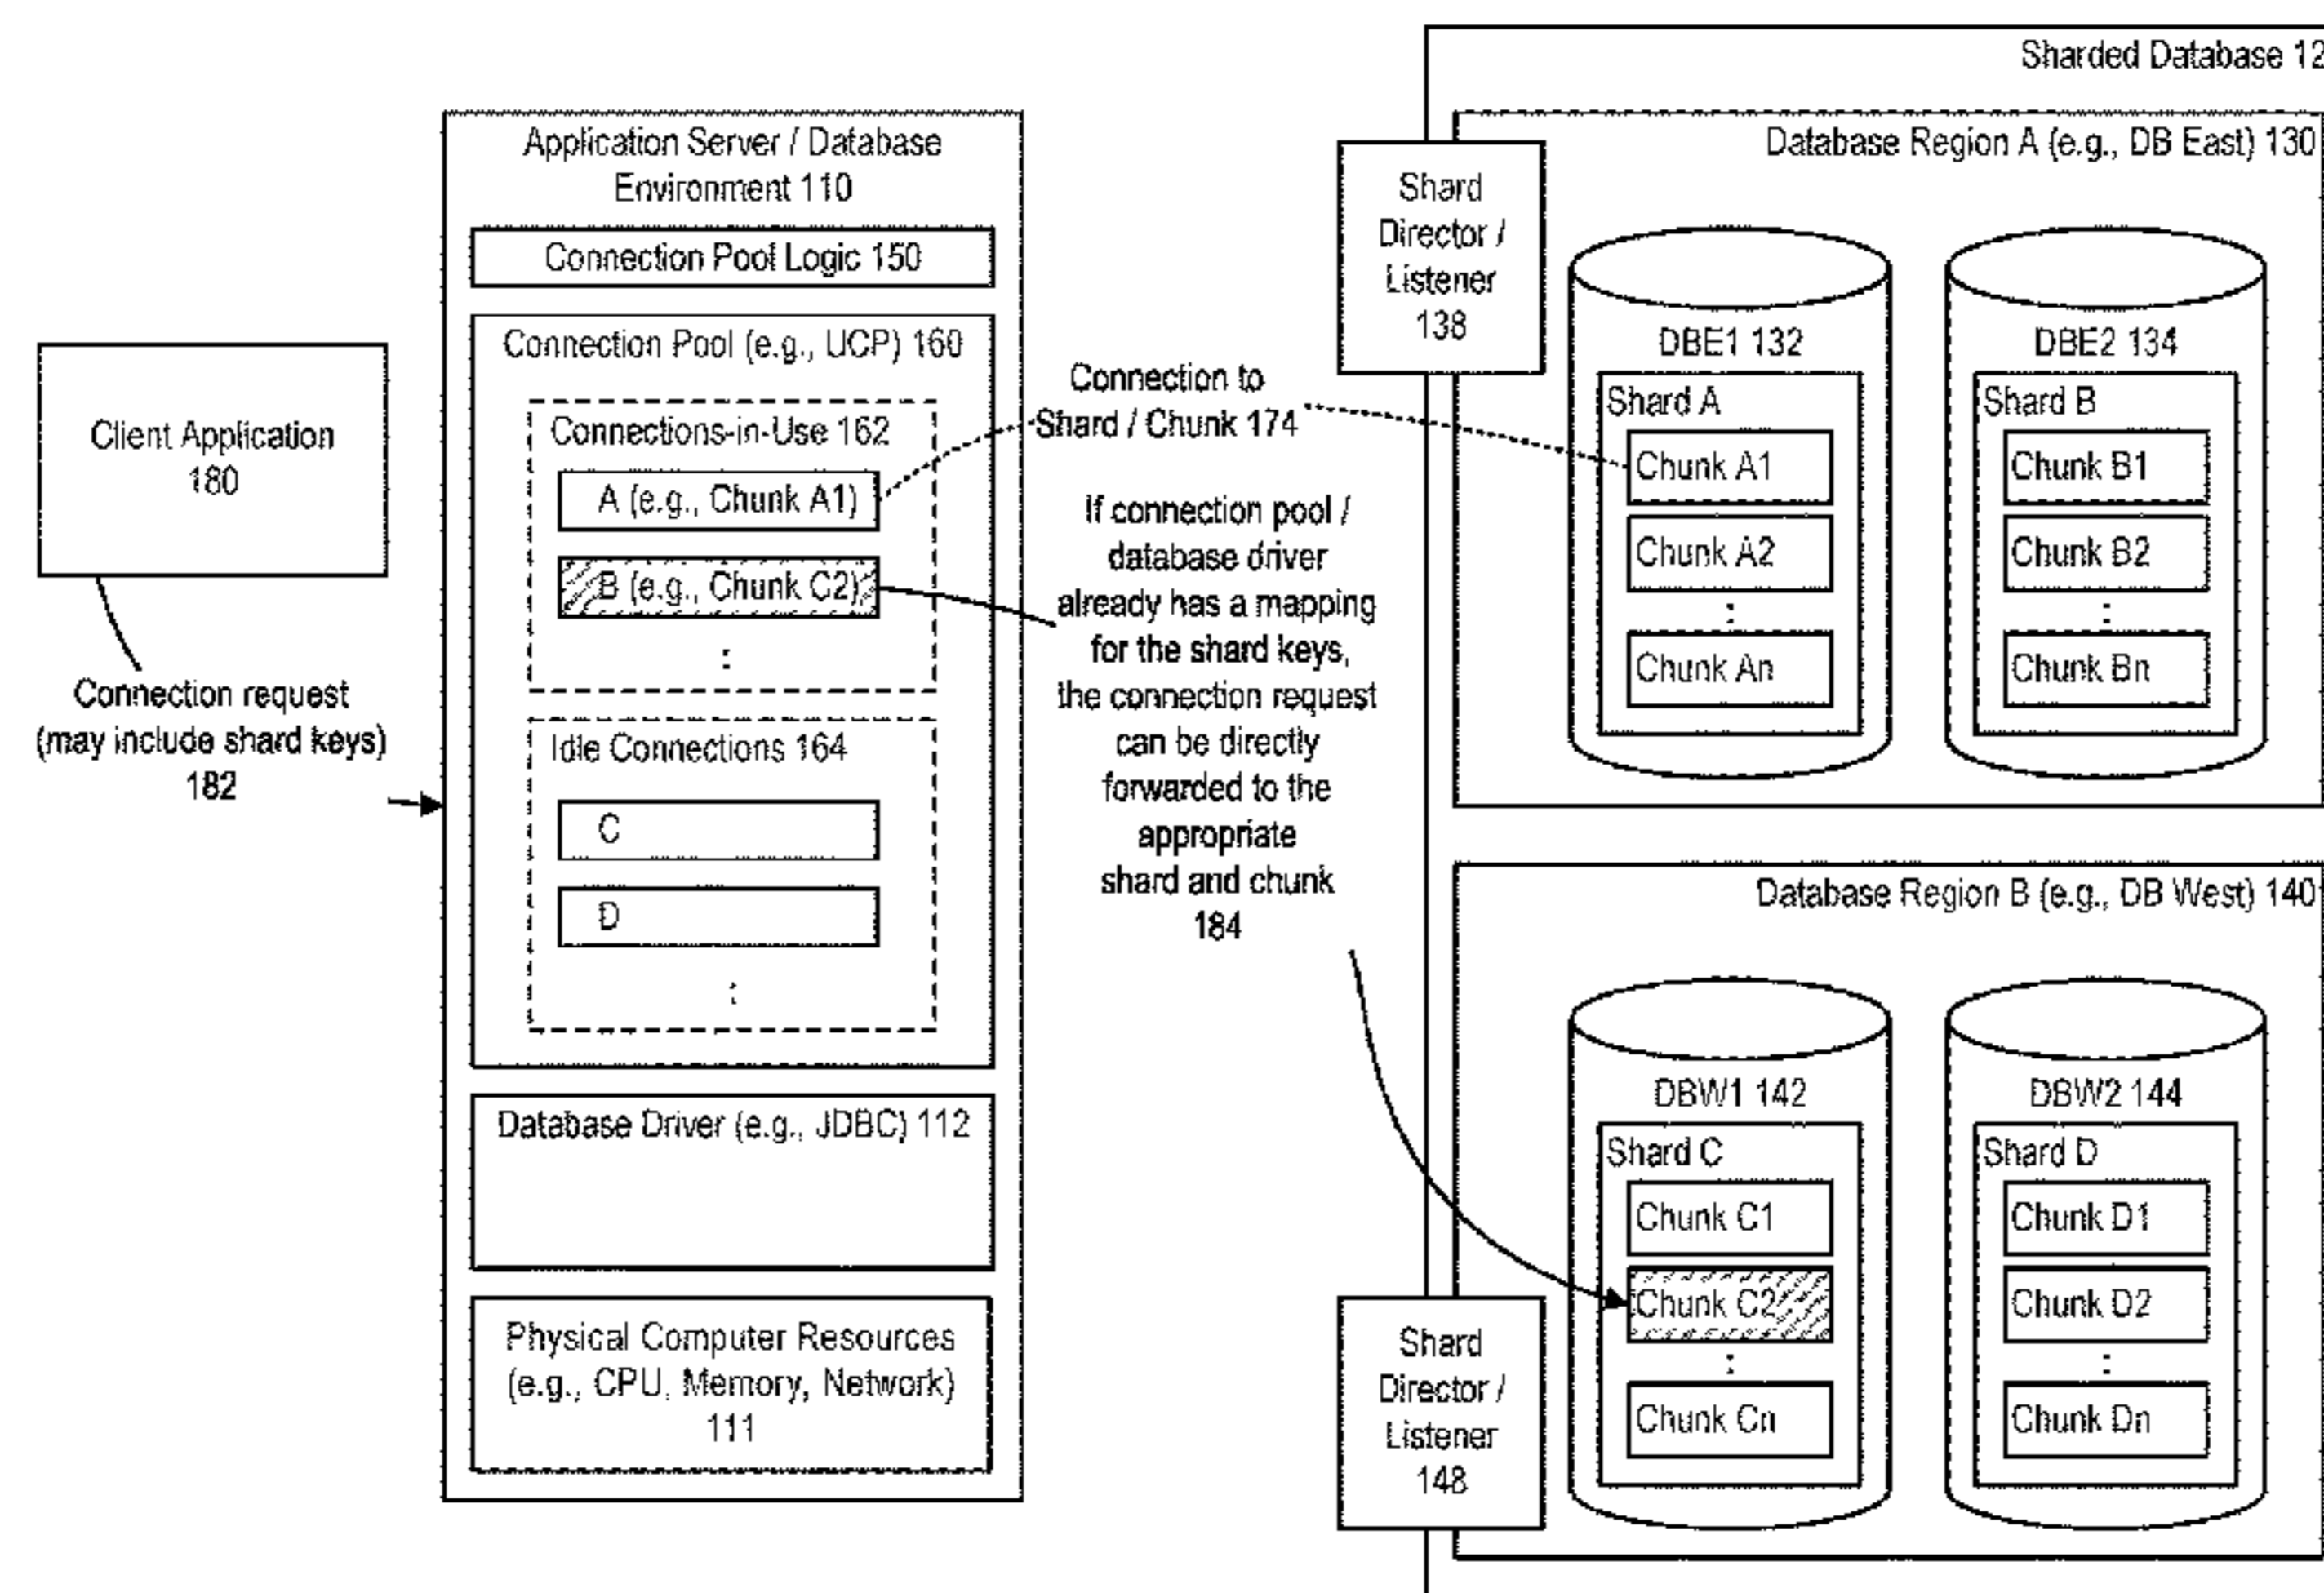 Sharded Database 12
Application Server / Database
Environment 110
Connection Pool Logic 150
Connection Pool (e.g., UCP) 160
Connections-in-Use 162
A (e.g., Chunk A1)
B (e.g., Chunk C2)
:
Idle Connections 164
C
D
:
Database Driver (e.g., JDBC) 112
Physical Computer Resources
(e.g., CPU, Memory, Network)
111
Client Application
180
Connection request
(may include shard keys)
182
Connection to
Shard / Chunk 174
If connection pool /
database driver
already has a mapping
for the shard keys,
the connection request
can be directly
forwarded to the
appropriate
shard and chunk
184
Database Region A (e.g., DB East) 130
Shard
Director /
Listener
138
DBE1 132
Shard A
Chunk A1
Chunk A2
:
Chunk An
DBE2 134
Shard B
Chunk B1
Chunk B2
:
Chunk Bn
Database Region B (e.g., DB West) 140
Shard
Director /
Listener
148
DBW1 142
Shard C
Chunk C1
Chunk C2
:
Chunk Cn
DBW2 144
Shard D
Chunk D1
Chunk D2
:
Chunk Dn